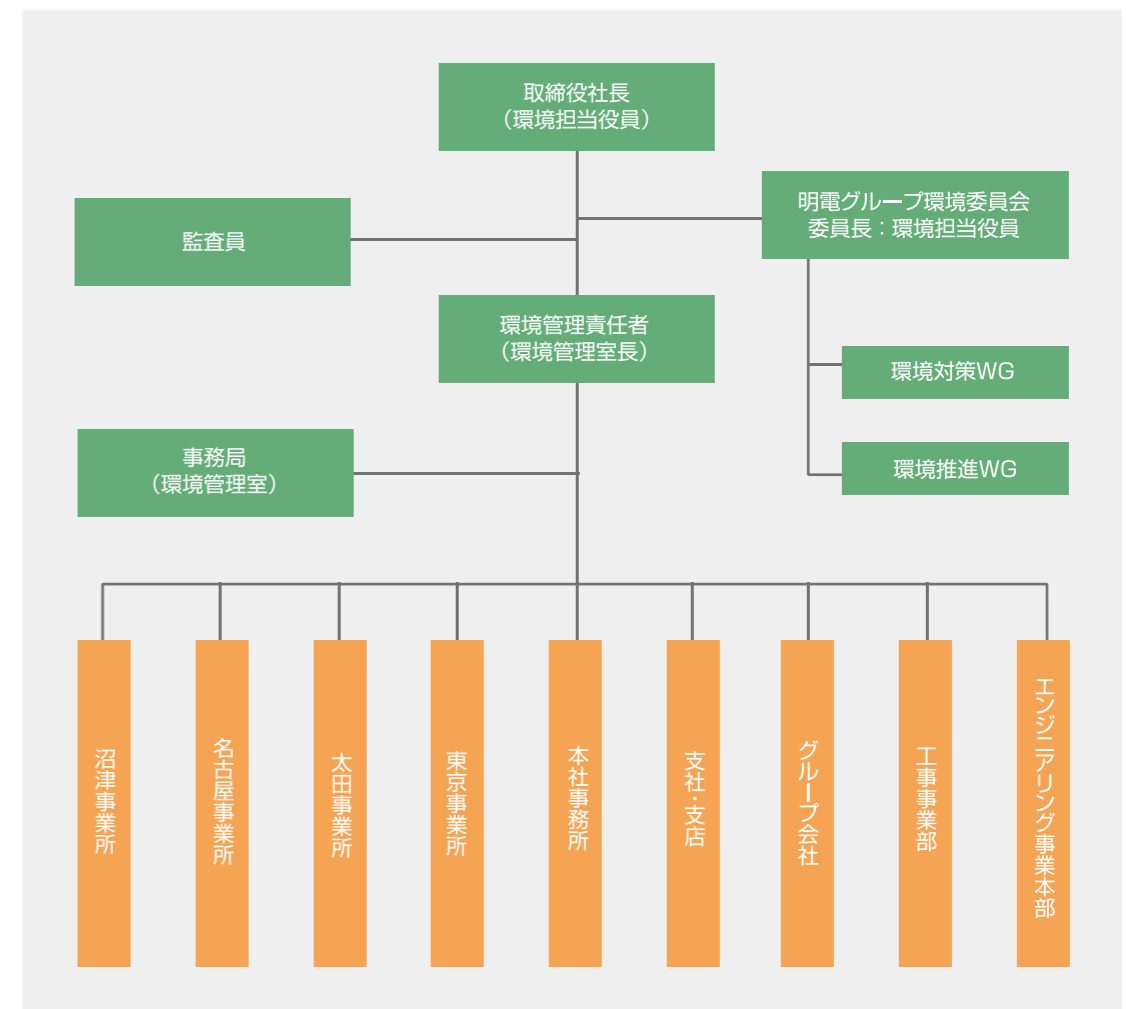 取締役社長
（環境担当役員）
明電グループ環境委員会
委員長：環境担当役員
監査員
環境管理責任者
（環境管理室長）
環境対策WG
事務局
（環境管理室）
環境推進WG
沼津事業所
名古屋事業所
太田事業所
東京事業所
本社事務所
支社・支店
グループ会社
工事事業部
エンジニアリング事業本部